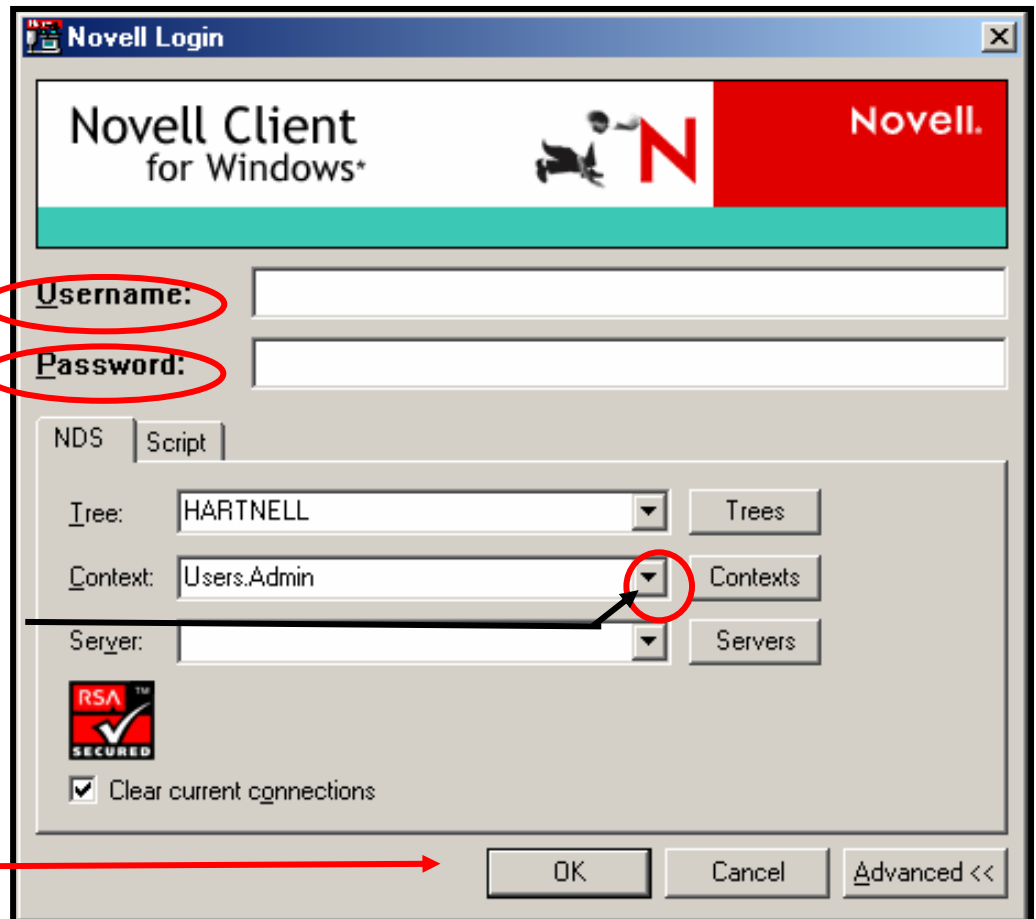 Novell Login
Novell Client
for Windows*
N
Novell.
Username:
Password:
NDS
Script
Tree:
HARTNELL
Trees
Context:
Users.Admin
Contexts
Server:
Servers
RSA TM
SECURED
Clear current connections
OK
Cancel
Advanced <<